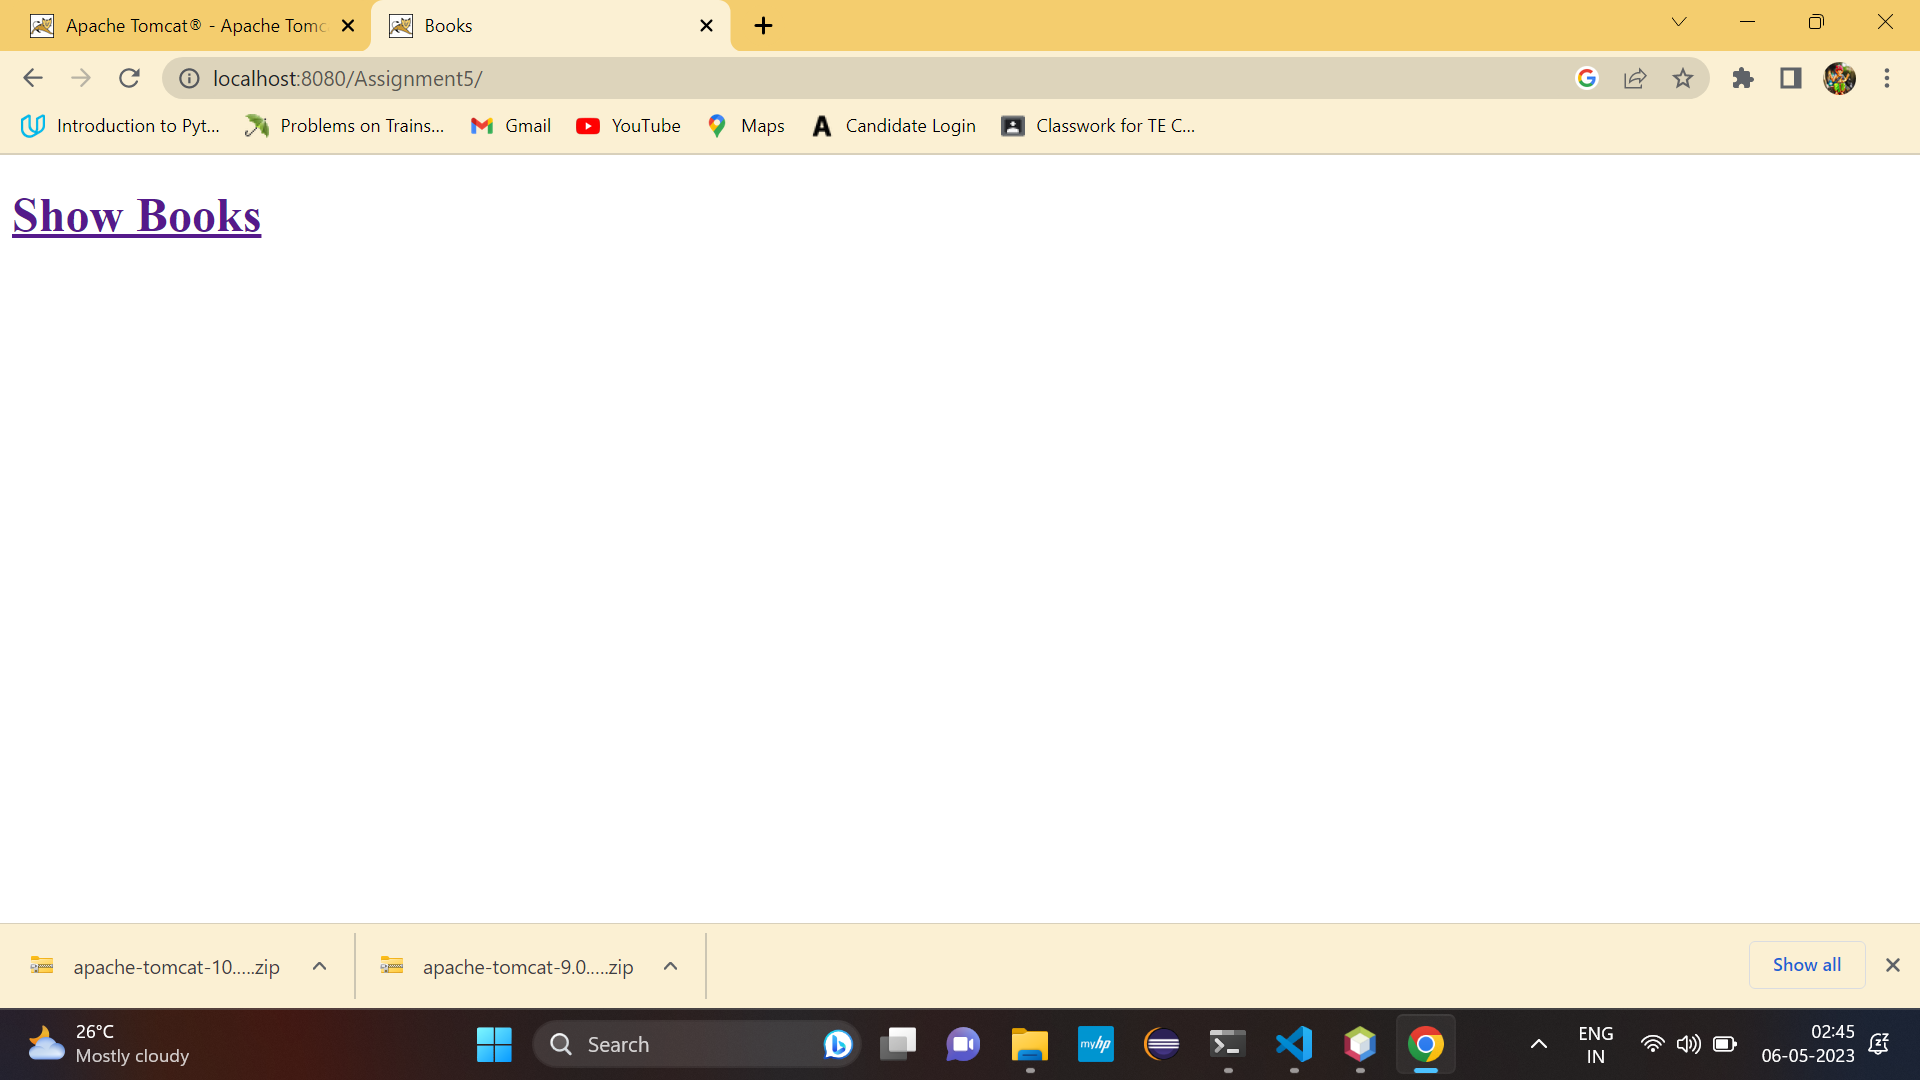 Apache Tomcat® - Apache Tomc
Books
localhost:8080/Assignment5/
Introduction to Pyt...
Problems on Trains...
Gmail
YouTube
Maps
Candidate Login
Classwork for TE C...
Show Books
apache-tomcat-10.....zip
apache-tomcat-9.0.....zip
Show all
26°C
Mostly cloudy
Search
myhp
ENG
IN
02:45
06-05-2023